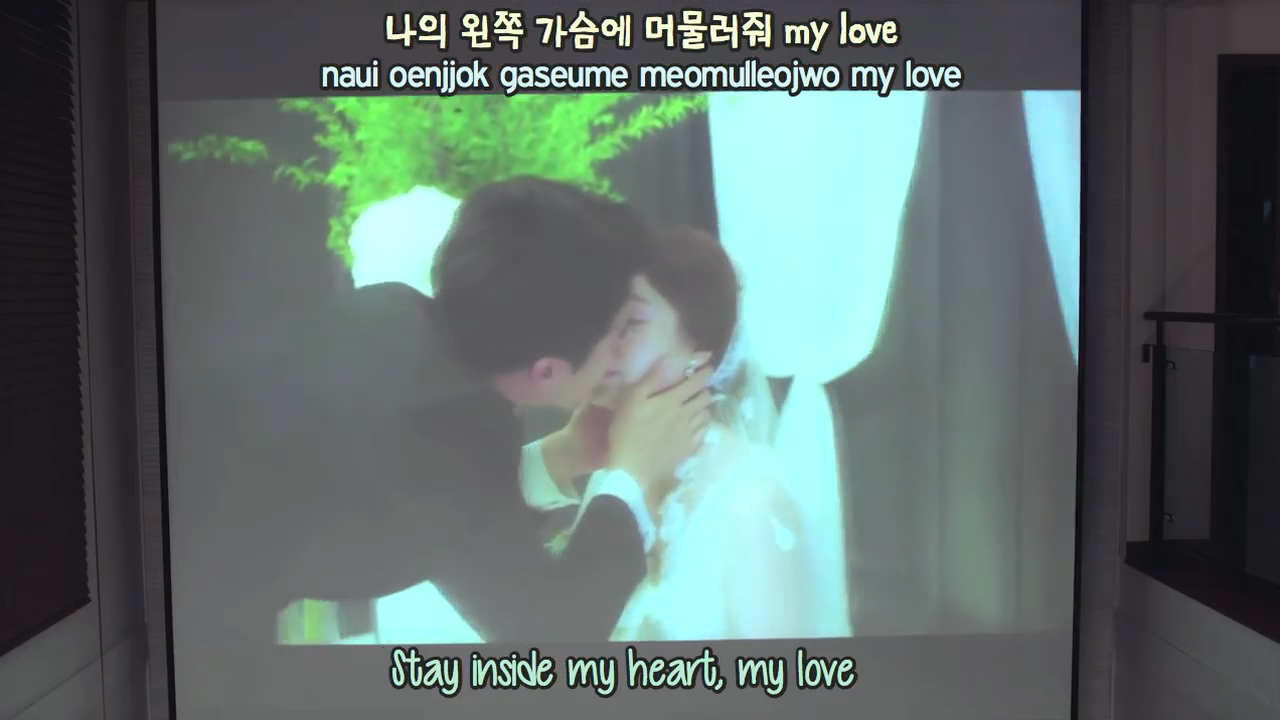 나의 왼쪽 가슴에 머물러줘 my love
naui oenjjok gaseume meomulleojwo my love
Stay inside my heart, my love